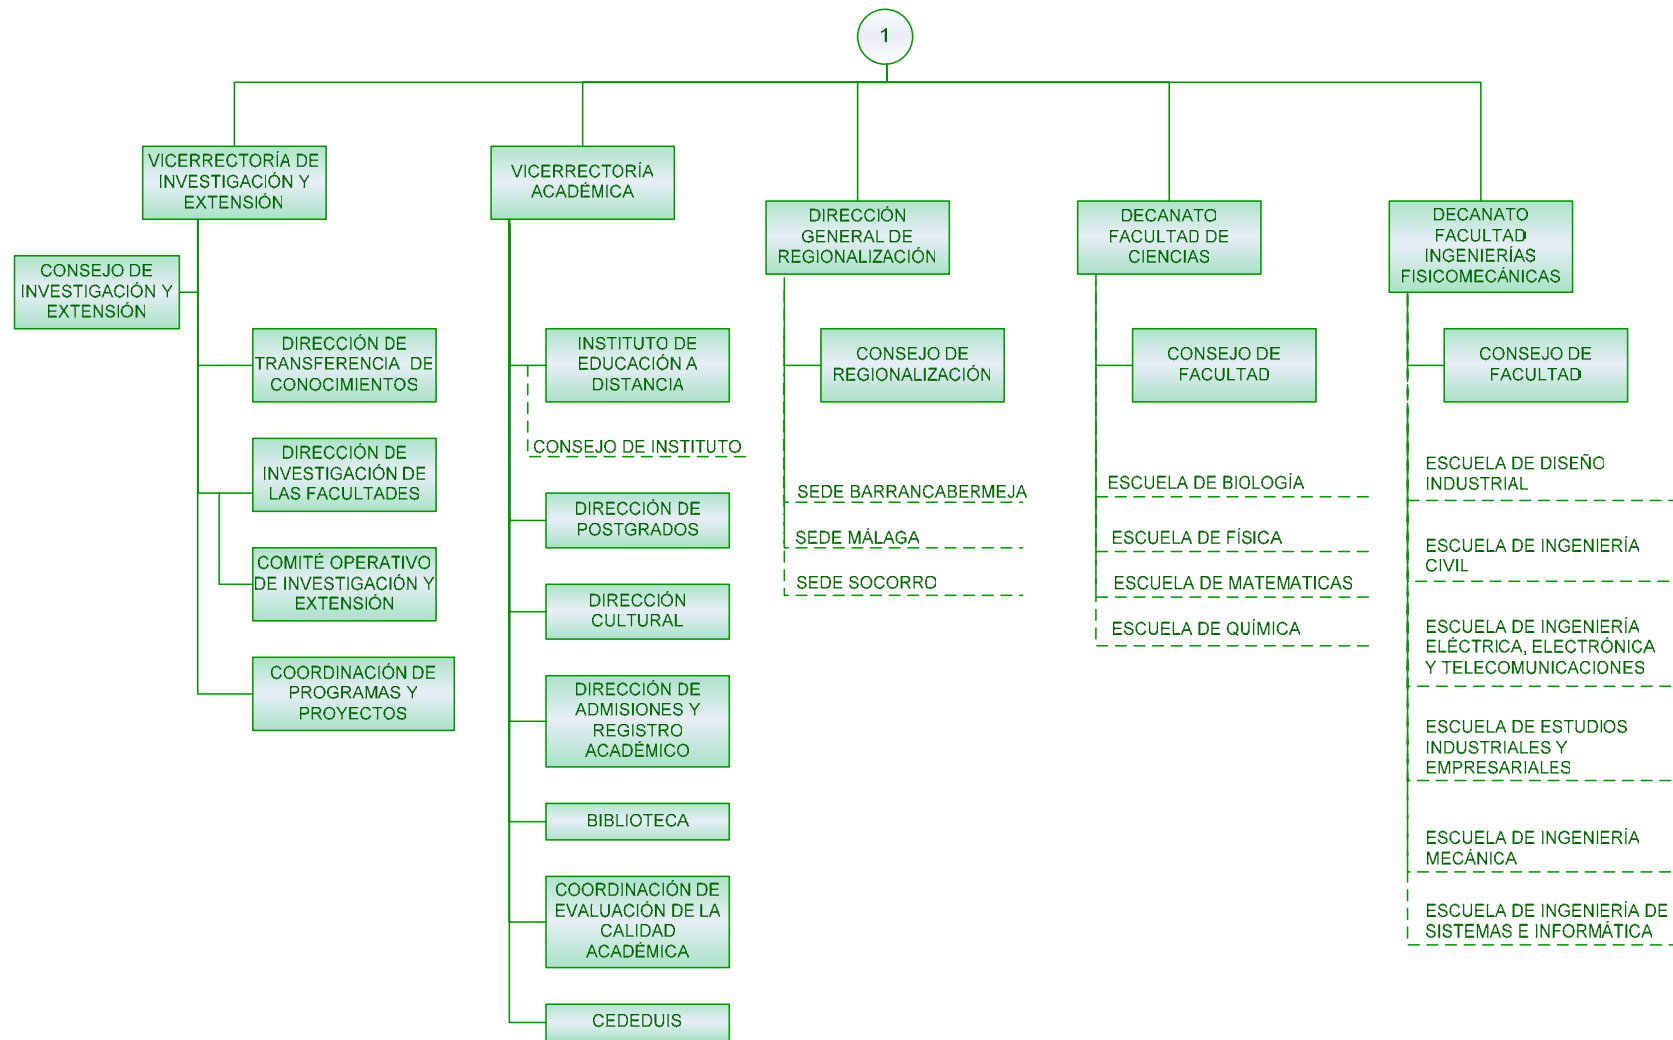 1
VICERRECTORÍA DE
INVESTIGACIÓN Y
EXTENSIÓN
CONSEJO DE
INVESTIGACIÓN Y
EXTENSIÓN
DIRECCIÓN DE
TRANSFERENCIA DE
CONOCIMIENTOS
DIRECCIÓN DE
INVESTIGACIÓN DE
LAS FACULTADES
COMITÉ OPERATIVO
DE INVESTIGACIÓN Y
EXTENSIÓN
COORDINACIÓN DE
PROGRAMAS Y
PROYECTOS
VICERRECTORÍA
ACADÉMICA
INSTITUTO DE
EDUCACIÓN A
DISTANCIA
CONSEJO DE INSTITUTO
DIRECCIÓN DE
POSTGRADOS
DIRECCIÓN
CULTURAL
DIRECCIÓN DE
ADMISIONES Y
REGISTRO
ACADÉMICO
BIBLIOTECA
COORDINACIÓN DE
EVALUACIÓN DE LA
CALIDAD
ACADÉMICA
CEDEDUIS
DIRECCIÓN
GENERAL DE
REGIONALIZACIÓN
CONSEJO DE
REGIONALIZACIÓN
SEDE BARRANCABERMEJA
SEDE MÁLAGA
SEDE SOCORRO
DECANATO
FACULTAD DE
CIENCIAS
CONSEJO DE
FACULTAD
ESCUELA DE BIOLOGÍA
ESCUELA DE FÍSICA
ESCUELA DE MATEMATICAS
ESCUELA DE QUÍMICA
DECANATO
FACULTAD
INGENIERÍAS
FISICOMECÁNICAS
CONSEJO DE
FACULTAD
ESCUELA DE DISEÑO
INDUSTRIAL
ESCUELA DE INGENIERÍA
CIVIL
ESCUELA DE INGENIERÍA
ELÉCTRICA, ELECTRÓNICA
Y TELECOMUNICACIONES
ESCUELA DE ESTUDIOS
INDUSTRIALES Y
EMPRESARIALES
ESCUELA DE INGENIERÍA
MECÁNICA
ESCUELA DE INGENIERÍA DE
SISTEMAS E INFORMÁTICA